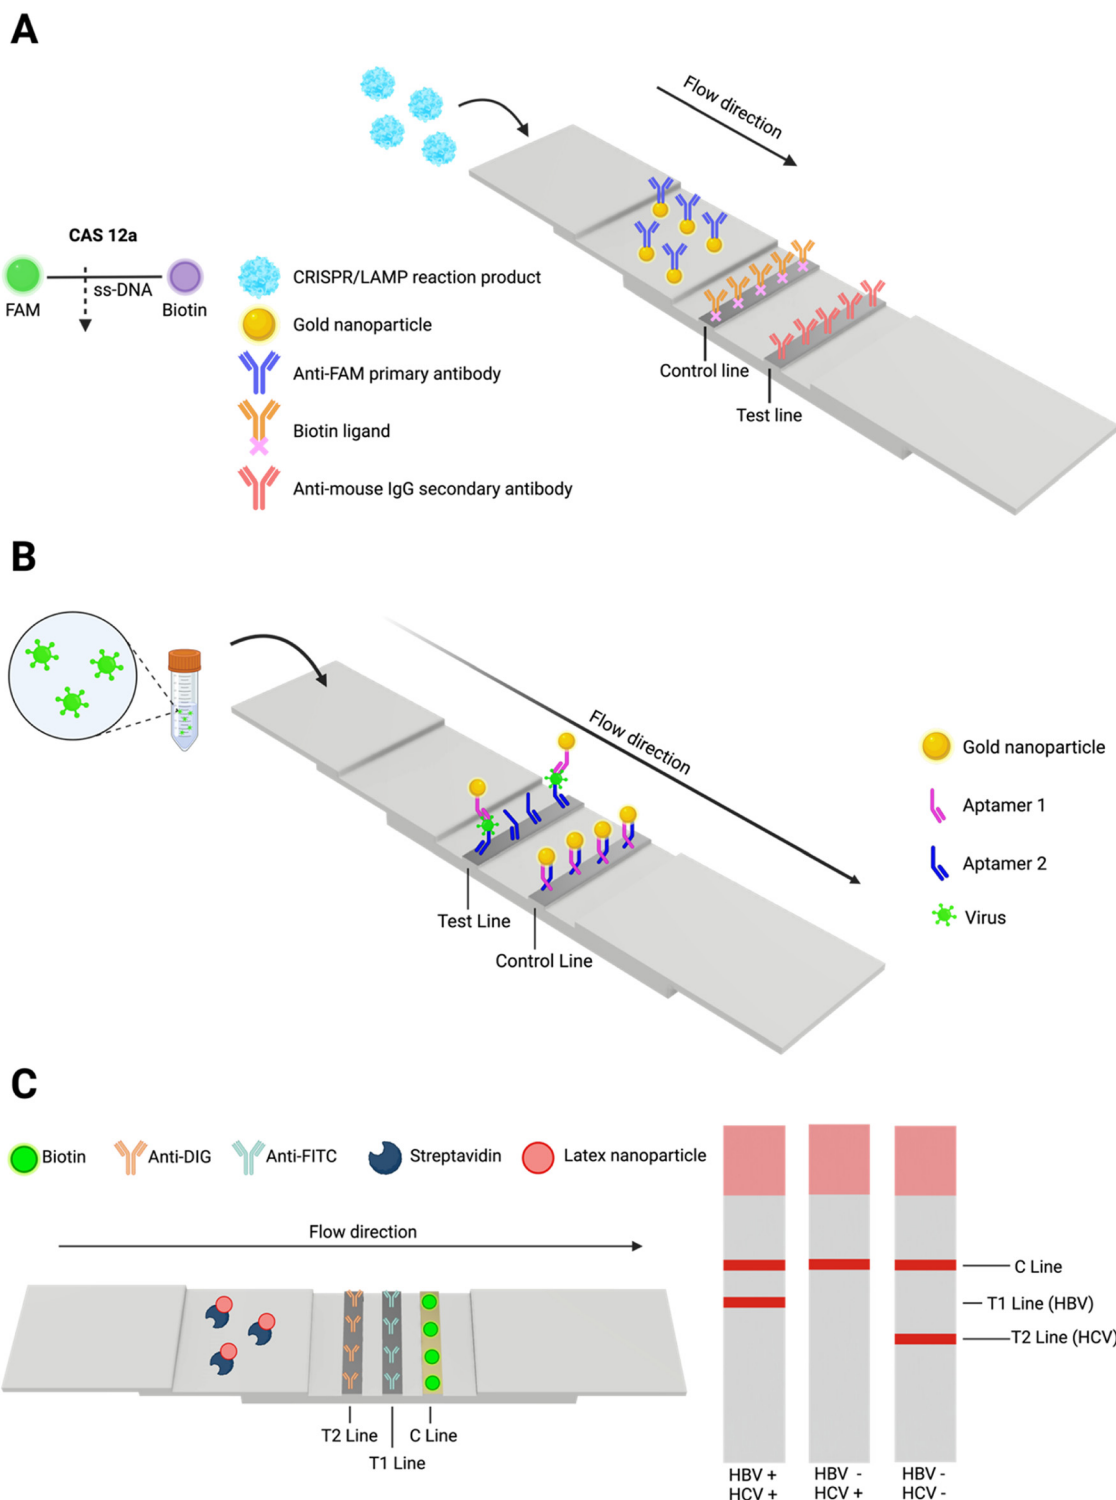 A
Flow direction
CAS 12a
ss-DNA
FAM
Biotin
CRISPR/LAMP reaction product
Gold nanoparticle
Anti-FAM primary antibody
Biotin ligand
Anti-mouse IgG secondary antibody
Control line
Test line
B
Flow direction
Gold nanoparticle
Aptamer 1
Aptamer 2
Virus
Test Line
Control Line
C
Biotin
Anti-DIG
Anti-FITC
Streptavidin
Latex nanoparticle
Flow direction
T2 Line
T1 Line
C Line
C Line
T1 Line (HBV)
T2 Line (HCV)
HBV +
HCV +
HBV -
HCV +
HBV -
HCV -